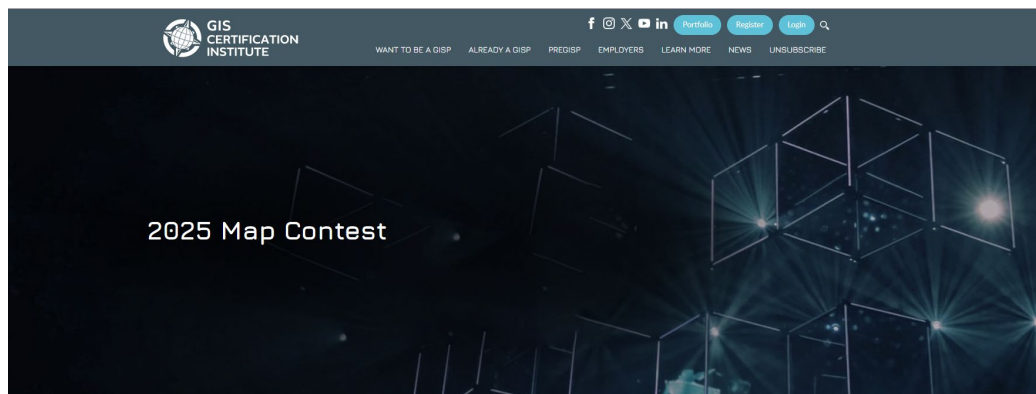 GIS
CERTIFICATION
INSTITUTE
Portfolio Register Login
WANT TO BE A GISP ALREADY A GISP PREGISP EMPLOYERS LEARN MORE NEWS UNSUBSCRIBE
2025 Map Contest